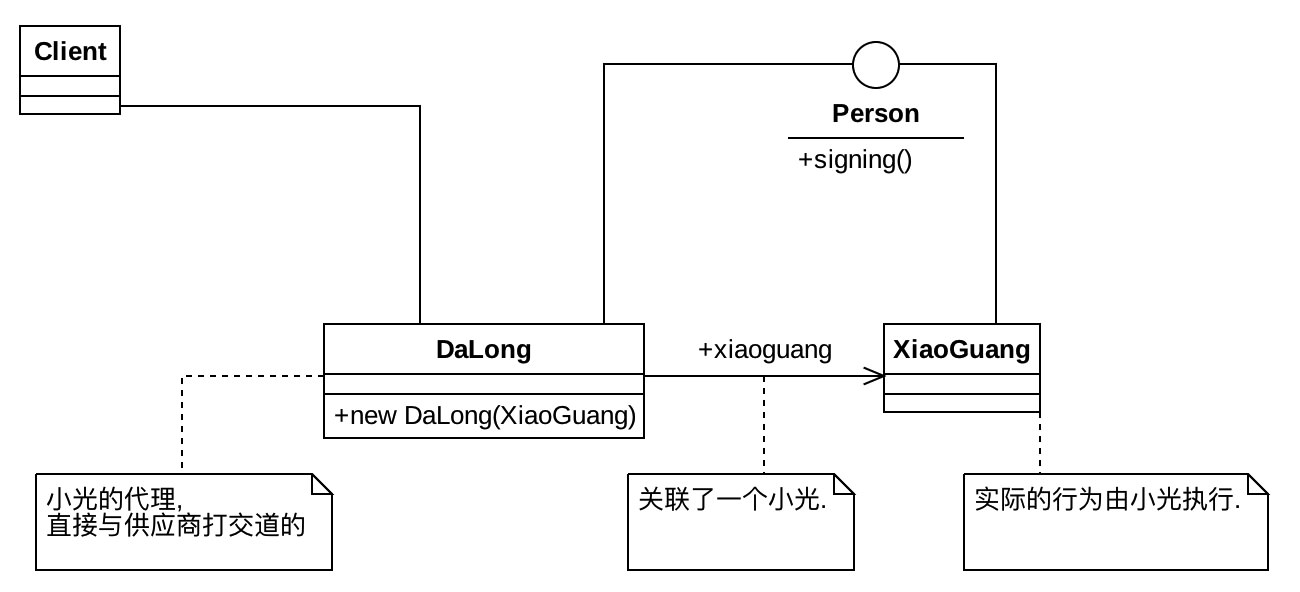 Client
Person
+signing()
DaLong
+xiaoguang
XiaoGuang
+new DaLong(XiaoGuang)
小光的代理,
直接与供应商打交道的
关联了一个小光.
实际的行为由小光执行.